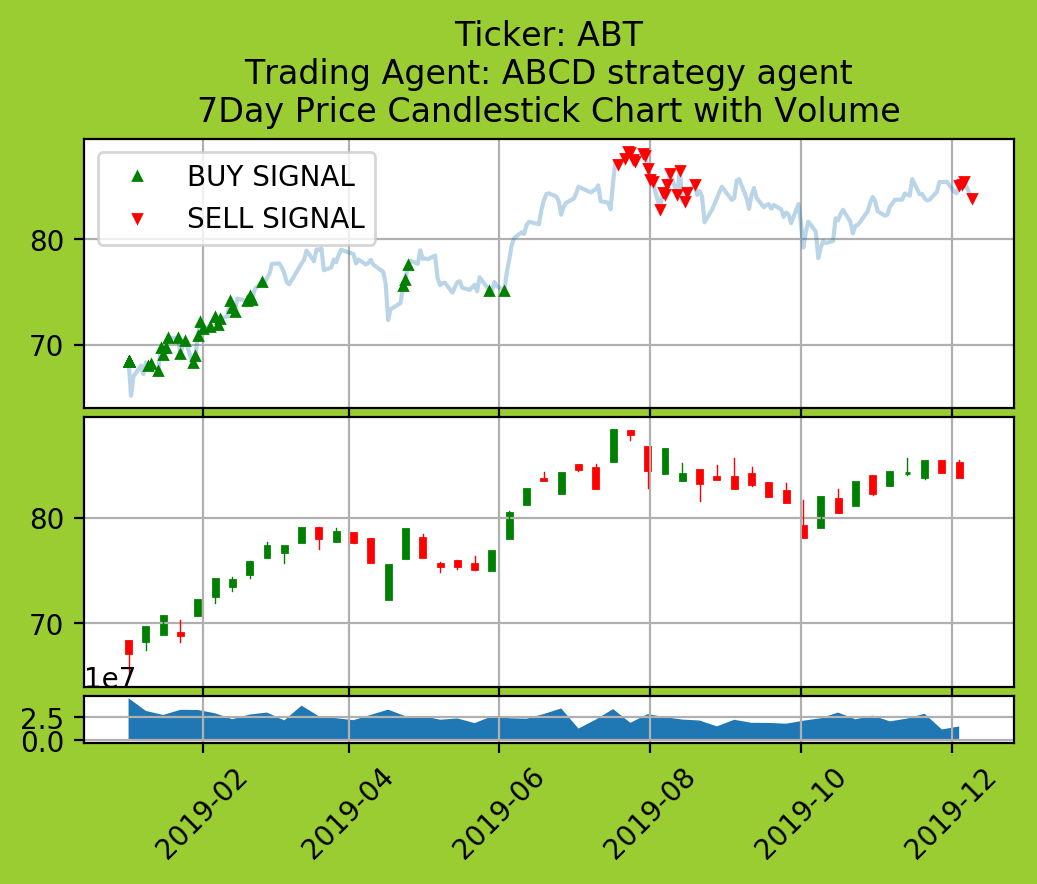 Ticker: ABT
Trading Agent: ABCD strategy agent
7Day Price Candlestick Chart with Volume
BUY SIGNAL
SELL SIGNAL
80
70
80
70
1e7
2.5
0.0
2019-02
2019-04
2019-06
2019-08
2019-10
2019-12